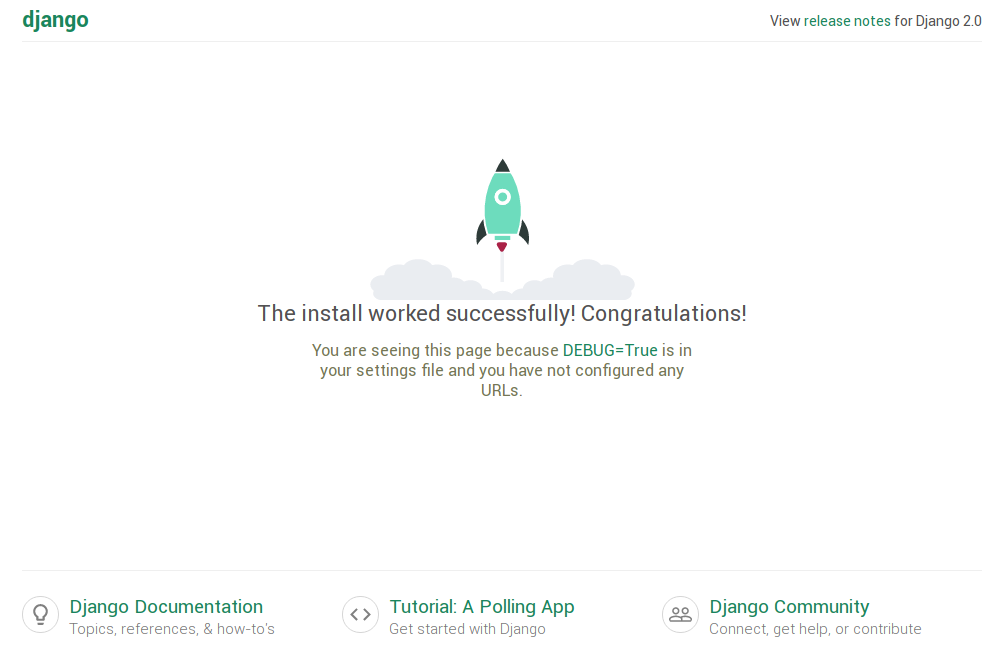 django
View release notes for Django 2.0
The install worked successfully! Congratulations!
You are seeing this page because DEBUG=True is in
your settings file and you have not configured any
URLs.
Django Documentation
Topics, references, & how-to's
Tutorial: A Polling App
Get started with Django
Django Community
Connect, get help, or contribute